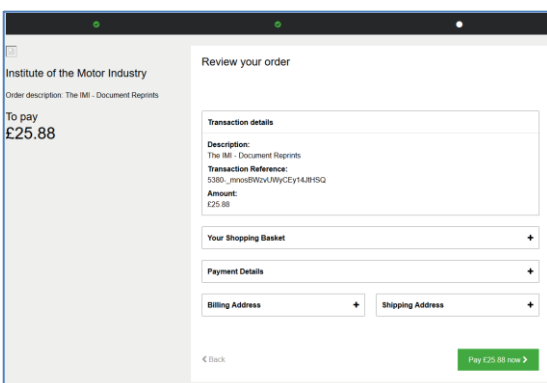 Institute of the Motor Industry
Order description: The IMI - Document Reprints
To pay
£25.88
Review your order
Transaction details
Description:
The IMI - Document Reprints
Transaction Reference:
5380-_mnosBWzvUWyCEy14JtHSQ
Amount:
£25.88
Your Shopping Basket
Payment Details
Billing Address
Shipping Address
Back
Pay £25.88 now